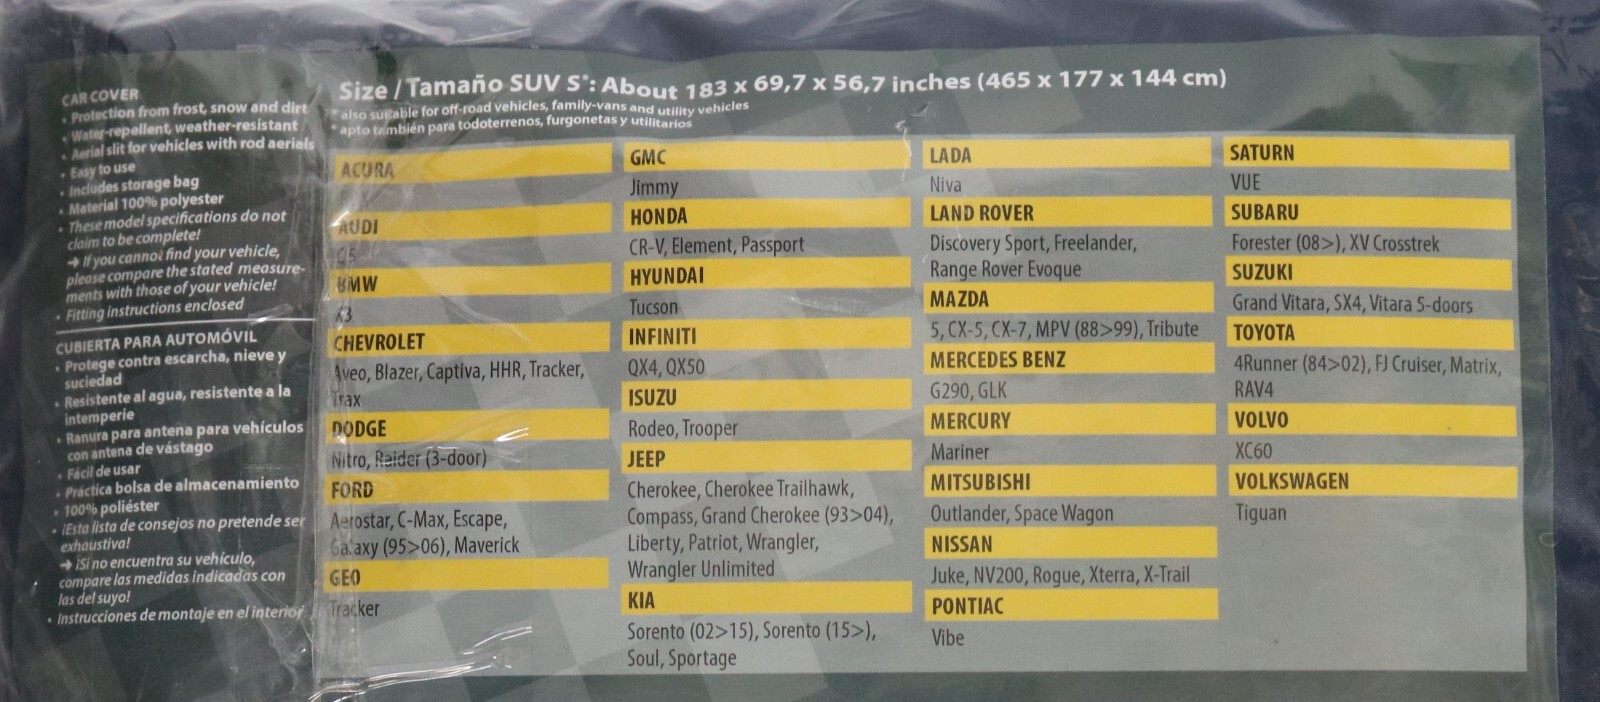 CAR COVER
• Protection from frost, snow and dirt
• Water-repellent, weather-resistant
• Aerial slit for vehicles with rod aerials
• Easy to use
• Includes storage bag
• Material 100% polyester
• These model specifications do not
claim to be complete!
➔ If you cannot find your vehicle,
please compare the stated measure-
ments with those of your vehicle!
• Fitting instructions enclosed
CUBIERTA PARA AUTOMÓVIL
• Protege contra escarcha, nieve y
suciedad
• Resistente al agua, resistente a la
intemperie
• Ranura para antena para vehículos
con antena de vástago
• Fácil de usar
• Práctica bolsa de almacenamiento
• 100% poliéster
• ¡Esta lista de consejos no pretende ser
exhaustiva!
➔ ¡Si no encuentra su vehículo,
compare las medidas indicadas con
las del suyo!
• Instrucciones de montaje en el interior
Size / Tamaño SUV S*: About 183 x 69,7 x 56,7 inches (465 x 177 x 144 cm)
* also suitable for off-road vehicles, family-vans and utility vehicles
* apto también para todoterrenos, furgonetas y utilitarios
ACURA
AUDI
BMW
X3
CHEVROLET
Aveo, Blazer, Captiva, HHR, Tracker,
Trax
DODGE
Nitro, Raider (3-door)
FORD
Aerostar, C-Max, Escape,
Galaxy (95>06), Maverick
GEO
Tracker
GMC
Jimmy
HONDA
CR-V, Element, Passport
HYUNDAI
Tucson
INFINITI
QX4, QX50
ISUZU
Rodeo, Trooper
JEEP
Cherokee, Cherokee Trailhawk,
Compass, Grand Cherokee (93>04),
Liberty, Patriot, Wrangler,
Wrangler Unlimited
KIA
Sorento (02>15), Sorento (15>),
Soul, Sportage
LADA
Niva
LAND ROVER
Discovery Sport, Freelander,
Range Rover Evoque
MAZDA
5, CX-5, CX-7, MPV (88>99), Tribute
MERCEDES BENZ
G290, GLK
MERCURY
Mariner
MITSUBISHI
Outlander, Space Wagon
NISSAN
Juke, NV200, Rogue, Xterra, X-Trail
PONTIAC
Vibe
SATURN
VUE
SUBARU
Forester (08>), XV Crosstrek
SUZUKI
Grand Vitara, SX4, Vitara 5-doors
TOYOTA
4Runner (84>02), FJ Cruiser, Matrix,
RAV4
VOLVO
XC60
VOLKSWAGEN
Tiguan